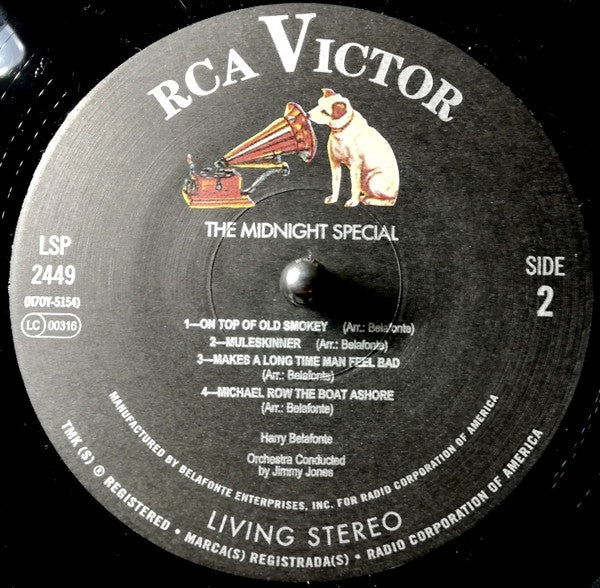 RCA VICTOR
THE MIDNIGHT SPECIAL
LSP
2449
(N70Y-5154)
LC 00316
SIDE
2
1—ON TOP OF OLD SMOKEY (Arr.: Belafonte)
2—MULESKINNER (Arr.: Belafonte)
3—MAKES A LONG TIME MAN FEEL BAD
(Arr.: Belafonte)
4—MICHAEL ROW THE BOAT ASHORE
(Arr.: Belafonte)
Harry Belafonte
Orchestra Conducted
by Jimmy Jones
MANUFACTURED BY BELAFONTE ENTERPRISES, INC. FOR RADIO CORPORATION OF AMERICA
LIVING STEREO
TMK (S) ® REGISTERED • MARCA(S) REGISTRADA(S) • RADIO CORPORATION OF AMERICA